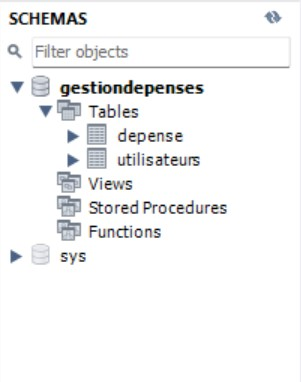 SCHEMAS
Filter objects
gestiondepenses
Tables
depense
utilisateurs
Views
Stored Procedures
Functions
sys